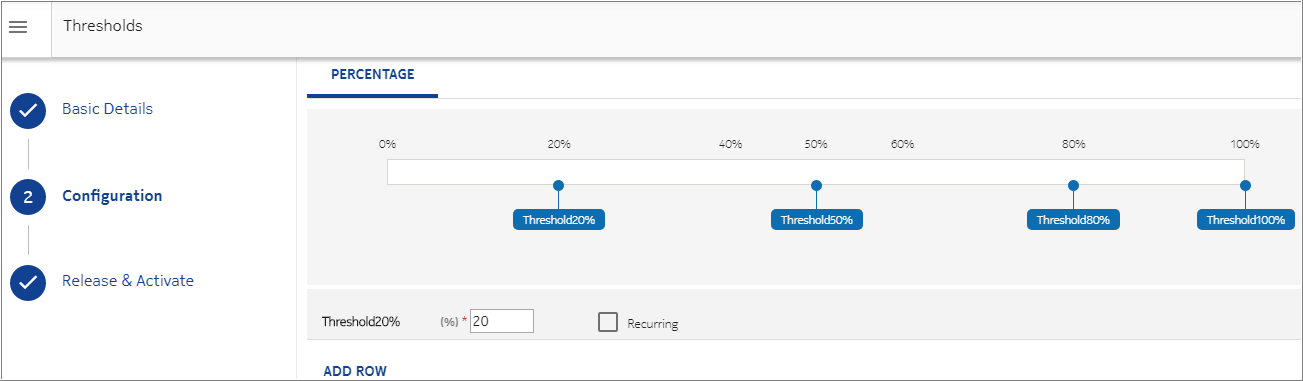 Thresholds
Basic Details
2
Configuration
Release & Activate
PERCENTAGE
0% 20% 40% 50% 60% 80% 100%
Threshold20% Threshold50% Threshold80% Threshold100%
Threshold20% (%) * 20 Recurring
ADD ROW